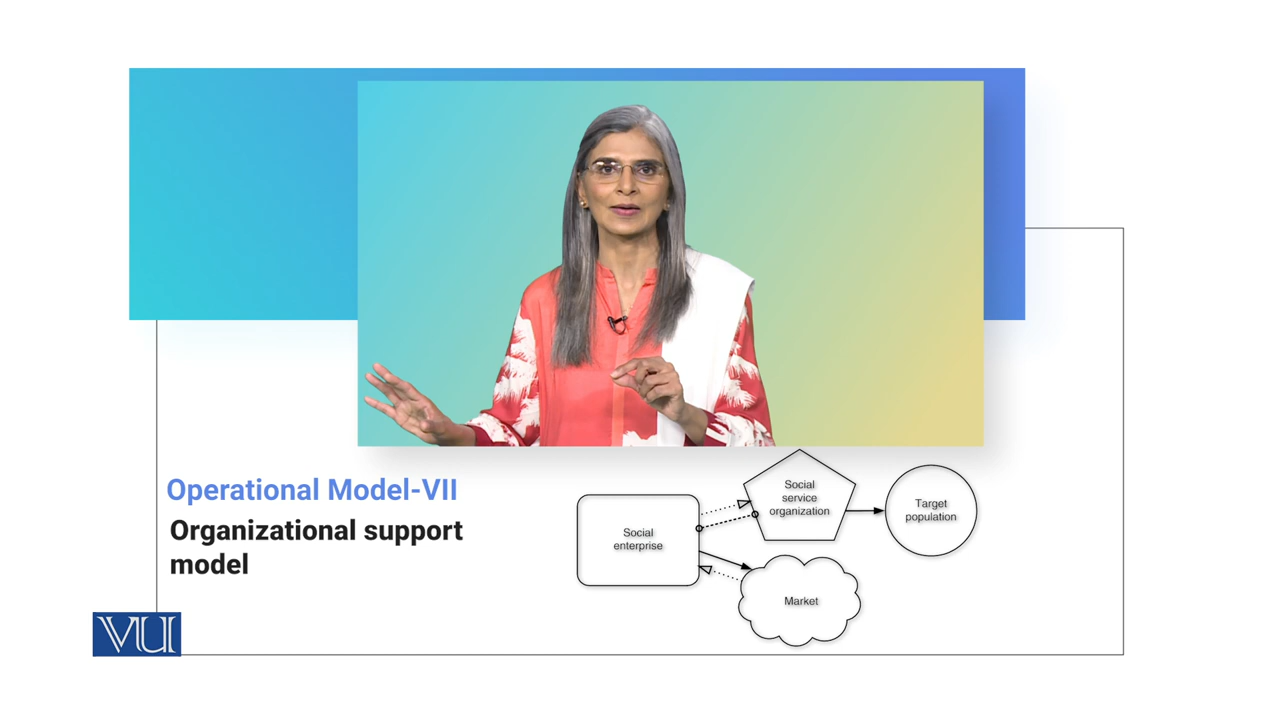 Operational Model-VII
Organizational support
model
Social
enterprise
Social
service
organization
Target
population
Market
VU